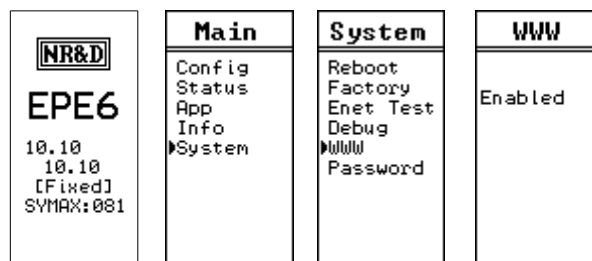 NR&D
EPE6
10.10
10.10
[Fixed]
SYMAX:081
Main
Config
Status
App
Info
System
System
Reboot
Factory
Enet Test
Debug
WWW
Password
WWW
Enabled